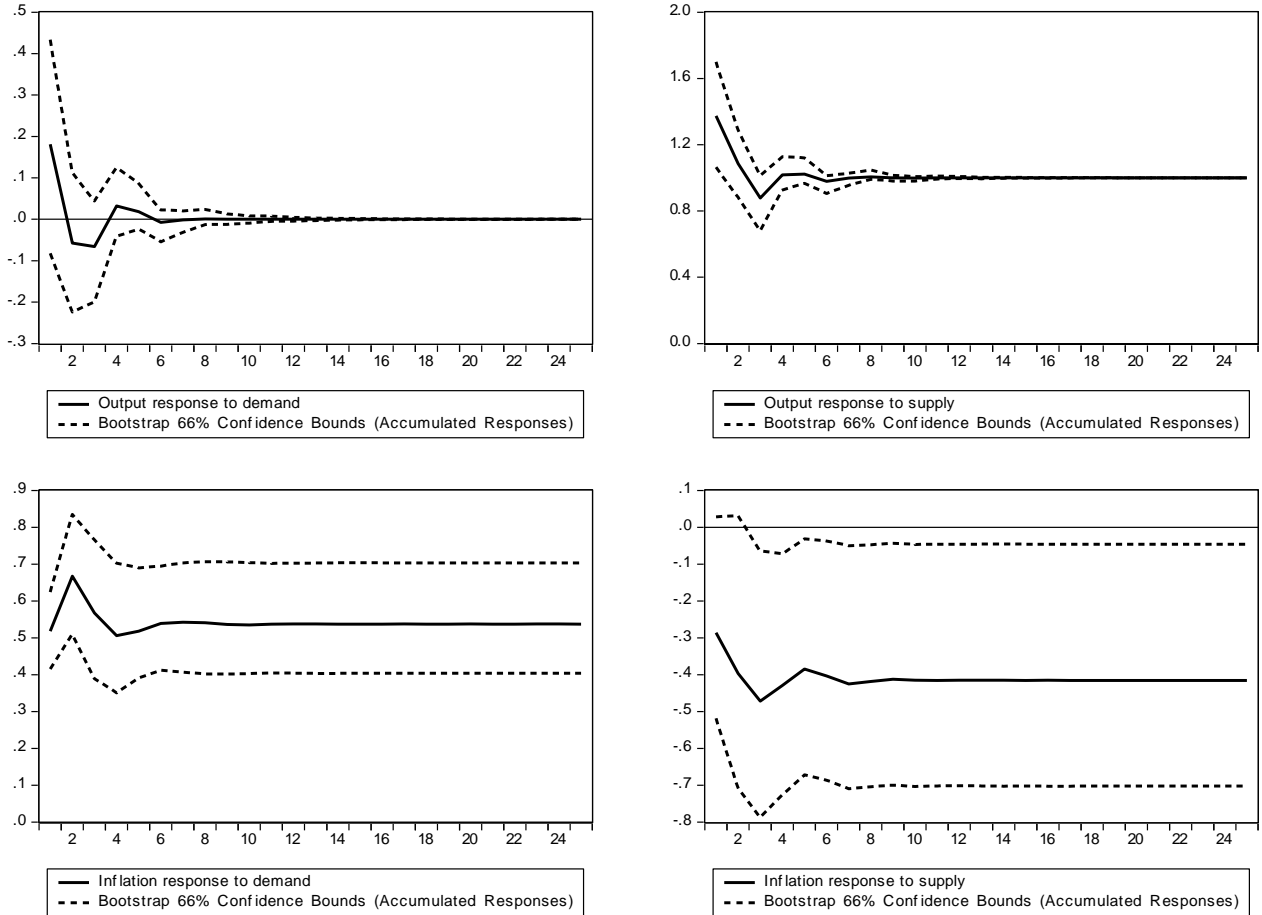 .5
.4
.3
.2
.1
.0
-.1
-.2
-.3
2 4 6 8 10 12 14 16 18 20 22 24
Output response to demand
Bootstrap 66% Confidence Bounds (Accumulated Responses)
2.0
1.6
1.2
0.8
0.4
0.0
2 4 6 8 10 12 14 16 18 20 22 24
Output response to supply
Bootstrap 66% Confidence Bounds (Accumulated Responses)
.9
.8
.7
.6
.5
.4
.3
.2
.1
.0
2 4 6 8 10 12 14 16 18 20 22 24
Inflation response to demand
Bootstrap 66% Confidence Bounds (Accumulated Responses)
.1
.0
-.1
-.2
-.3
-.4
-.5
-.6
-.7
-.8
2 4 6 8 10 12 14 16 18 20 22 24
Inflation response to supply
Bootstrap 66% Confidence Bounds (Accumulated Responses)